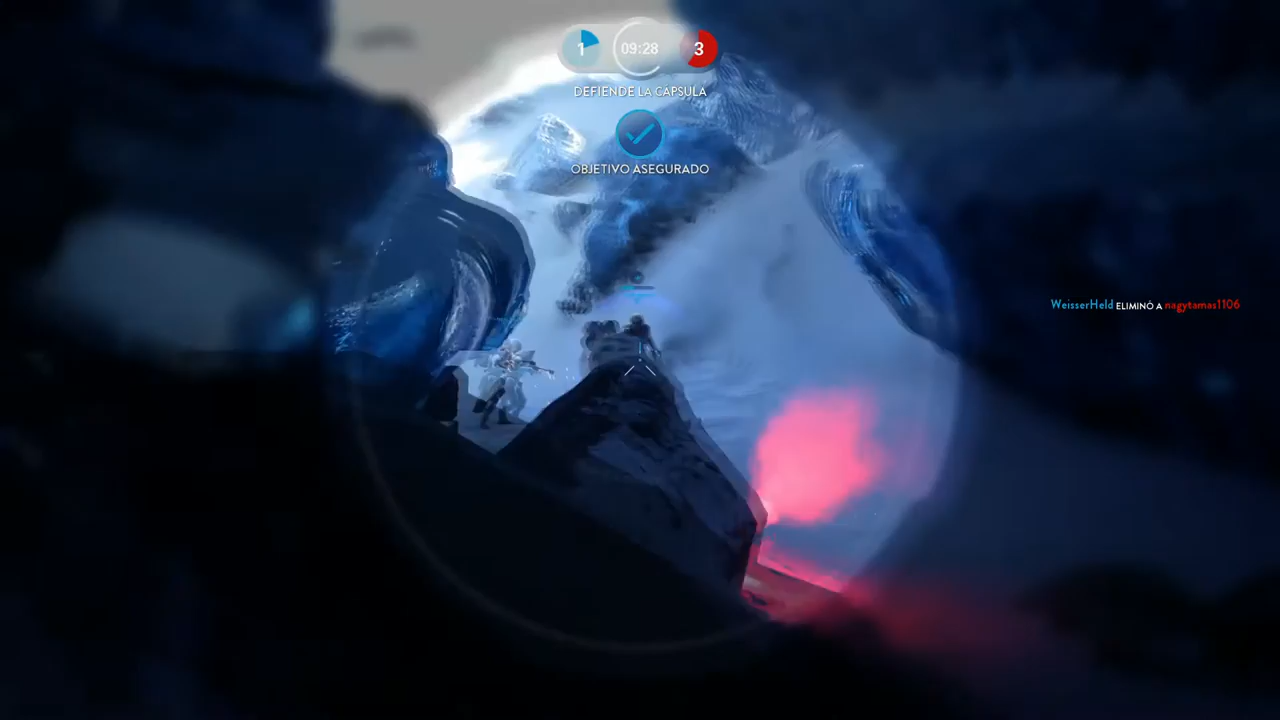 1 09:28 3
DEFIENDE LA CÁPSULA
OBJETIVO ASEGURADO
WeisserHeld ELIMINÓ A nagytamas1106